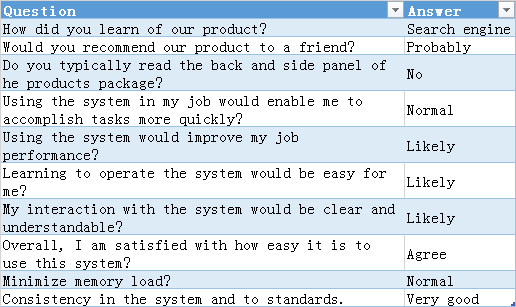 Question Answer
How did you learn of our product? Search engine
Would you recommend our product to a friend? Probably
Do you typically read the back and side panel of
he products package? No
Using the system in my job would enable me to
accomplish tasks more quickly? Normal
Using the system would improve my job
performance? Likely
Learning to operate the system would be easy for
me? Likely
My interaction with the system would be clear and
understandable? Likely
Overall, I am satisfied with how easy it is to
use this system? Agree
Minimize memory load? Normal
Consistency in the system and to standards. Very good